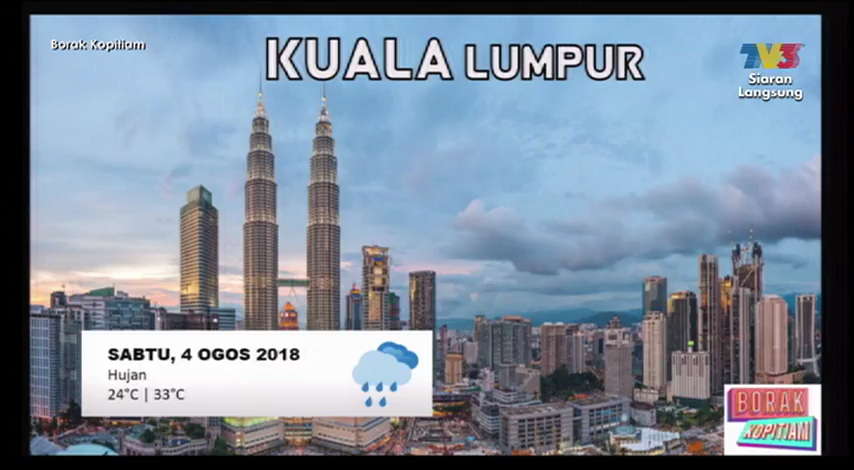 Borak Kopitiam
KUALA LUMPUR
TV3
Siaran
Langsung
SABTU, 4 OGOS 2018
Hujan
24°C | 33°C
BORAK
KOPITIAM